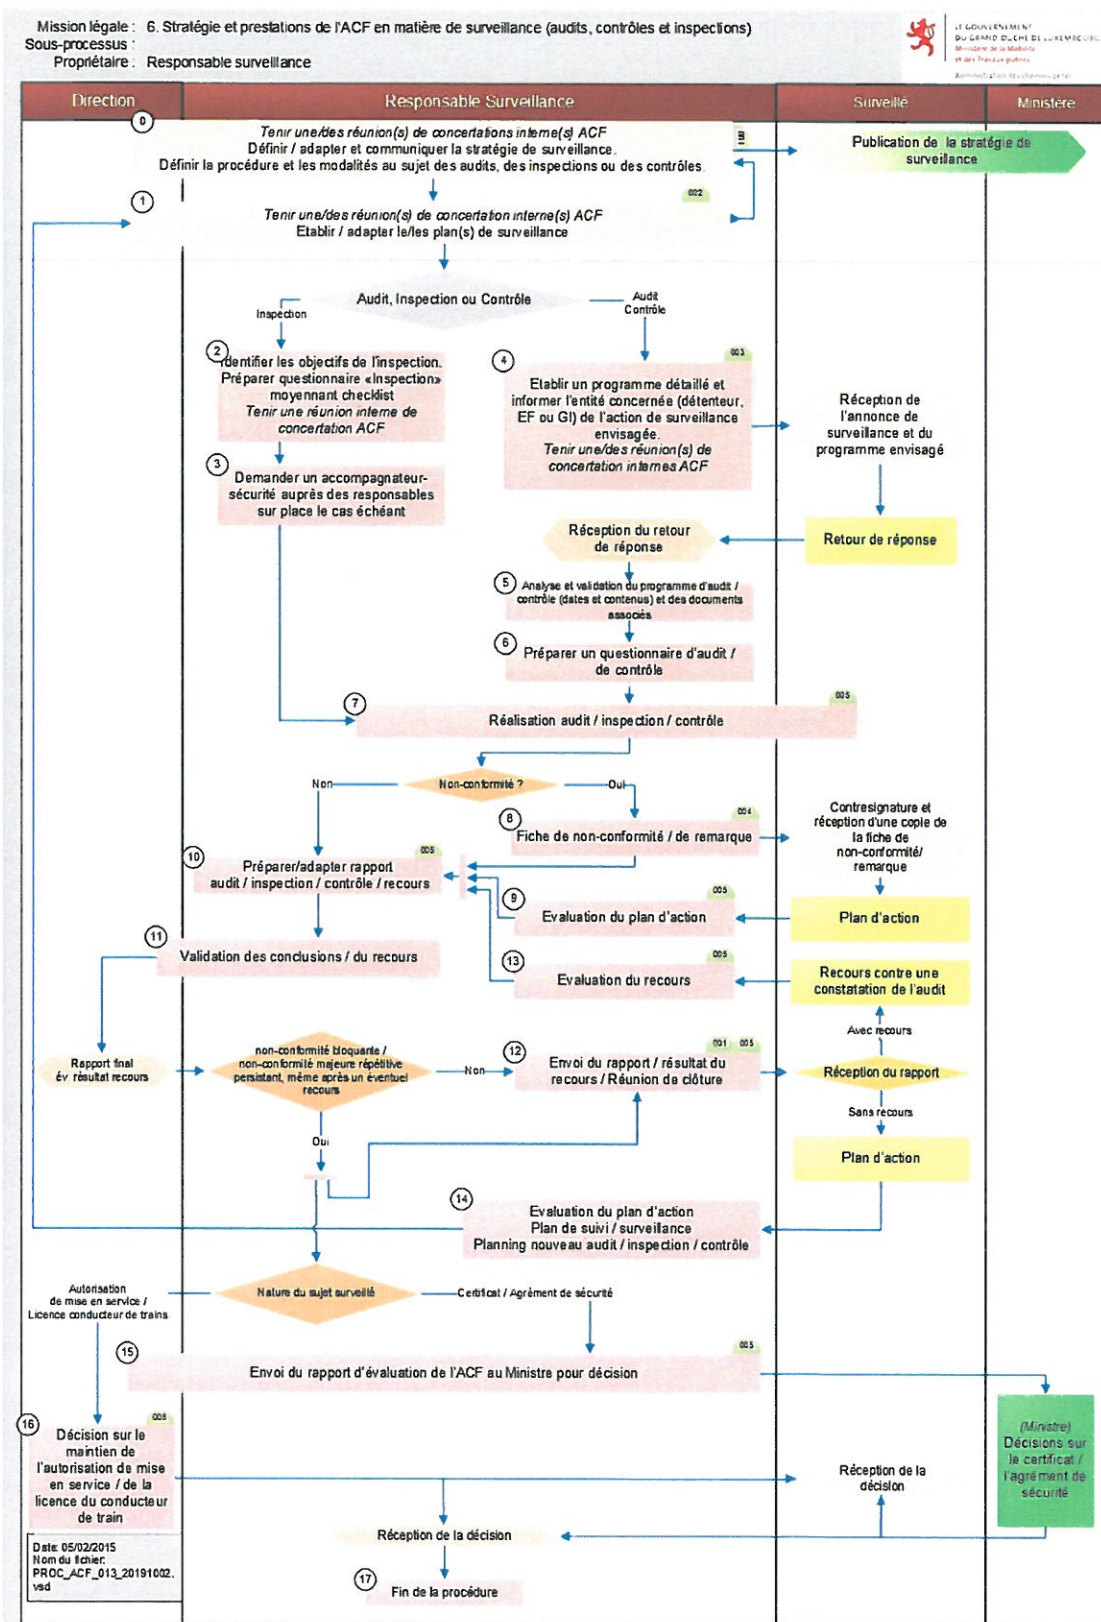 Mission légale : 6. Stratégie et prestations de l'ACF en matière de surveillance (audits, contrôles et inspections)
Sous-processus :
Propriétaire : Responsable surveillance
LE GOUVERNEMENT
DU GRAND-DUCHÉ DE LUXEMBOURG
Ministère de la Mobilité
et des Travaux publics
Administration des chemins de fer
Direction
Responsable Surveillance
Surveillé
Ministère
0
Tenir une/des réunion(s) de concertations interne(s) ACF
Définir / adapter et communiquer la stratégie de surveillance.
Définir la procédure et les modalités au sujet des audits, des inspections ou des contrôles.
Publication de la stratégie de
surveillance
1
002
Tenir une/des réunion(s) de concertation interne(s) ACF
Etablir / adapter le/les plan(s) de surveillance
Audit, Inspection ou Contrôle
Inspection
Audit
Contrôle
2
Identifier les objectifs de l'inspection.
Préparer questionnaire «Inspection»
moyennant checklist
Tenir une réunion interne de
concertation ACF
3
Demander un accompagnateur-
sécurité auprès des responsables
sur place le cas échéant
4
003
Etablir un programme détaillé et
informer l'entité concernée (détenteur,
EF ou GI) de l'action de surveillance
envisagée.
Tenir une/des réunion(s) de
concertation internes ACF
Réception de
l'annonce de
surveillance et du
programme envisagé
Réception du retour
de réponse
Retour de réponse
5
Analyse et validation du programme d'audit /
contrôle (dates et contenus) et des documents
associés
6
Préparer un questionnaire d'audit /
de contrôle
7
005
Réalisation audit / inspection / contrôle
Non-conformité ?
Non
Oui
8
004
Fiche de non-conformité / de remarque
Contresignature et
réception d'une copie de
la fiche de
non-conformité/
remarque
10
005
Préparer/adapter rapport
audit / inspection / contrôle / recours
9
005
Evaluation du plan d'action
Plan d'action
11
Validation des conclusions / du recours
13
005
Evaluation du recours
Recours contre une
constatation de l'audit
Avec recours
Rapport final
év résultat recours
non-conformité bloquante /
non-conformité majeure répétitive
persistant, même après un éventuel
recours
Non
12
001 005
Envoi du rapport / résultat du
recours / Réunion de clôture
Réception du rapport
Sans recours
Oui
Plan d'action
14
Evaluation du plan d'action
Plan de suivi / surveillance
Planning nouveau audit / inspection / contrôle
Autorisation
de mise en service /
Licence conducteur de trains
Nature du sujet surveillé
Certificat / Agrément de sécurité
15
005
Envoi du rapport d'évaluation de l'ACF au Ministre pour décision
16
005
Décision sur le
maintien de
l'autorisation de mise
en service / de la
licence du conducteur
de train
(Ministre)
Décisions sur
le certificat /
l'agrément de
sécurité
Réception de la
décision
Réception de la décision
Date: 05/02/2015
Nom du fichier:
PROC_ACF_013_20191002.
vsd
17
Fin de la procédure